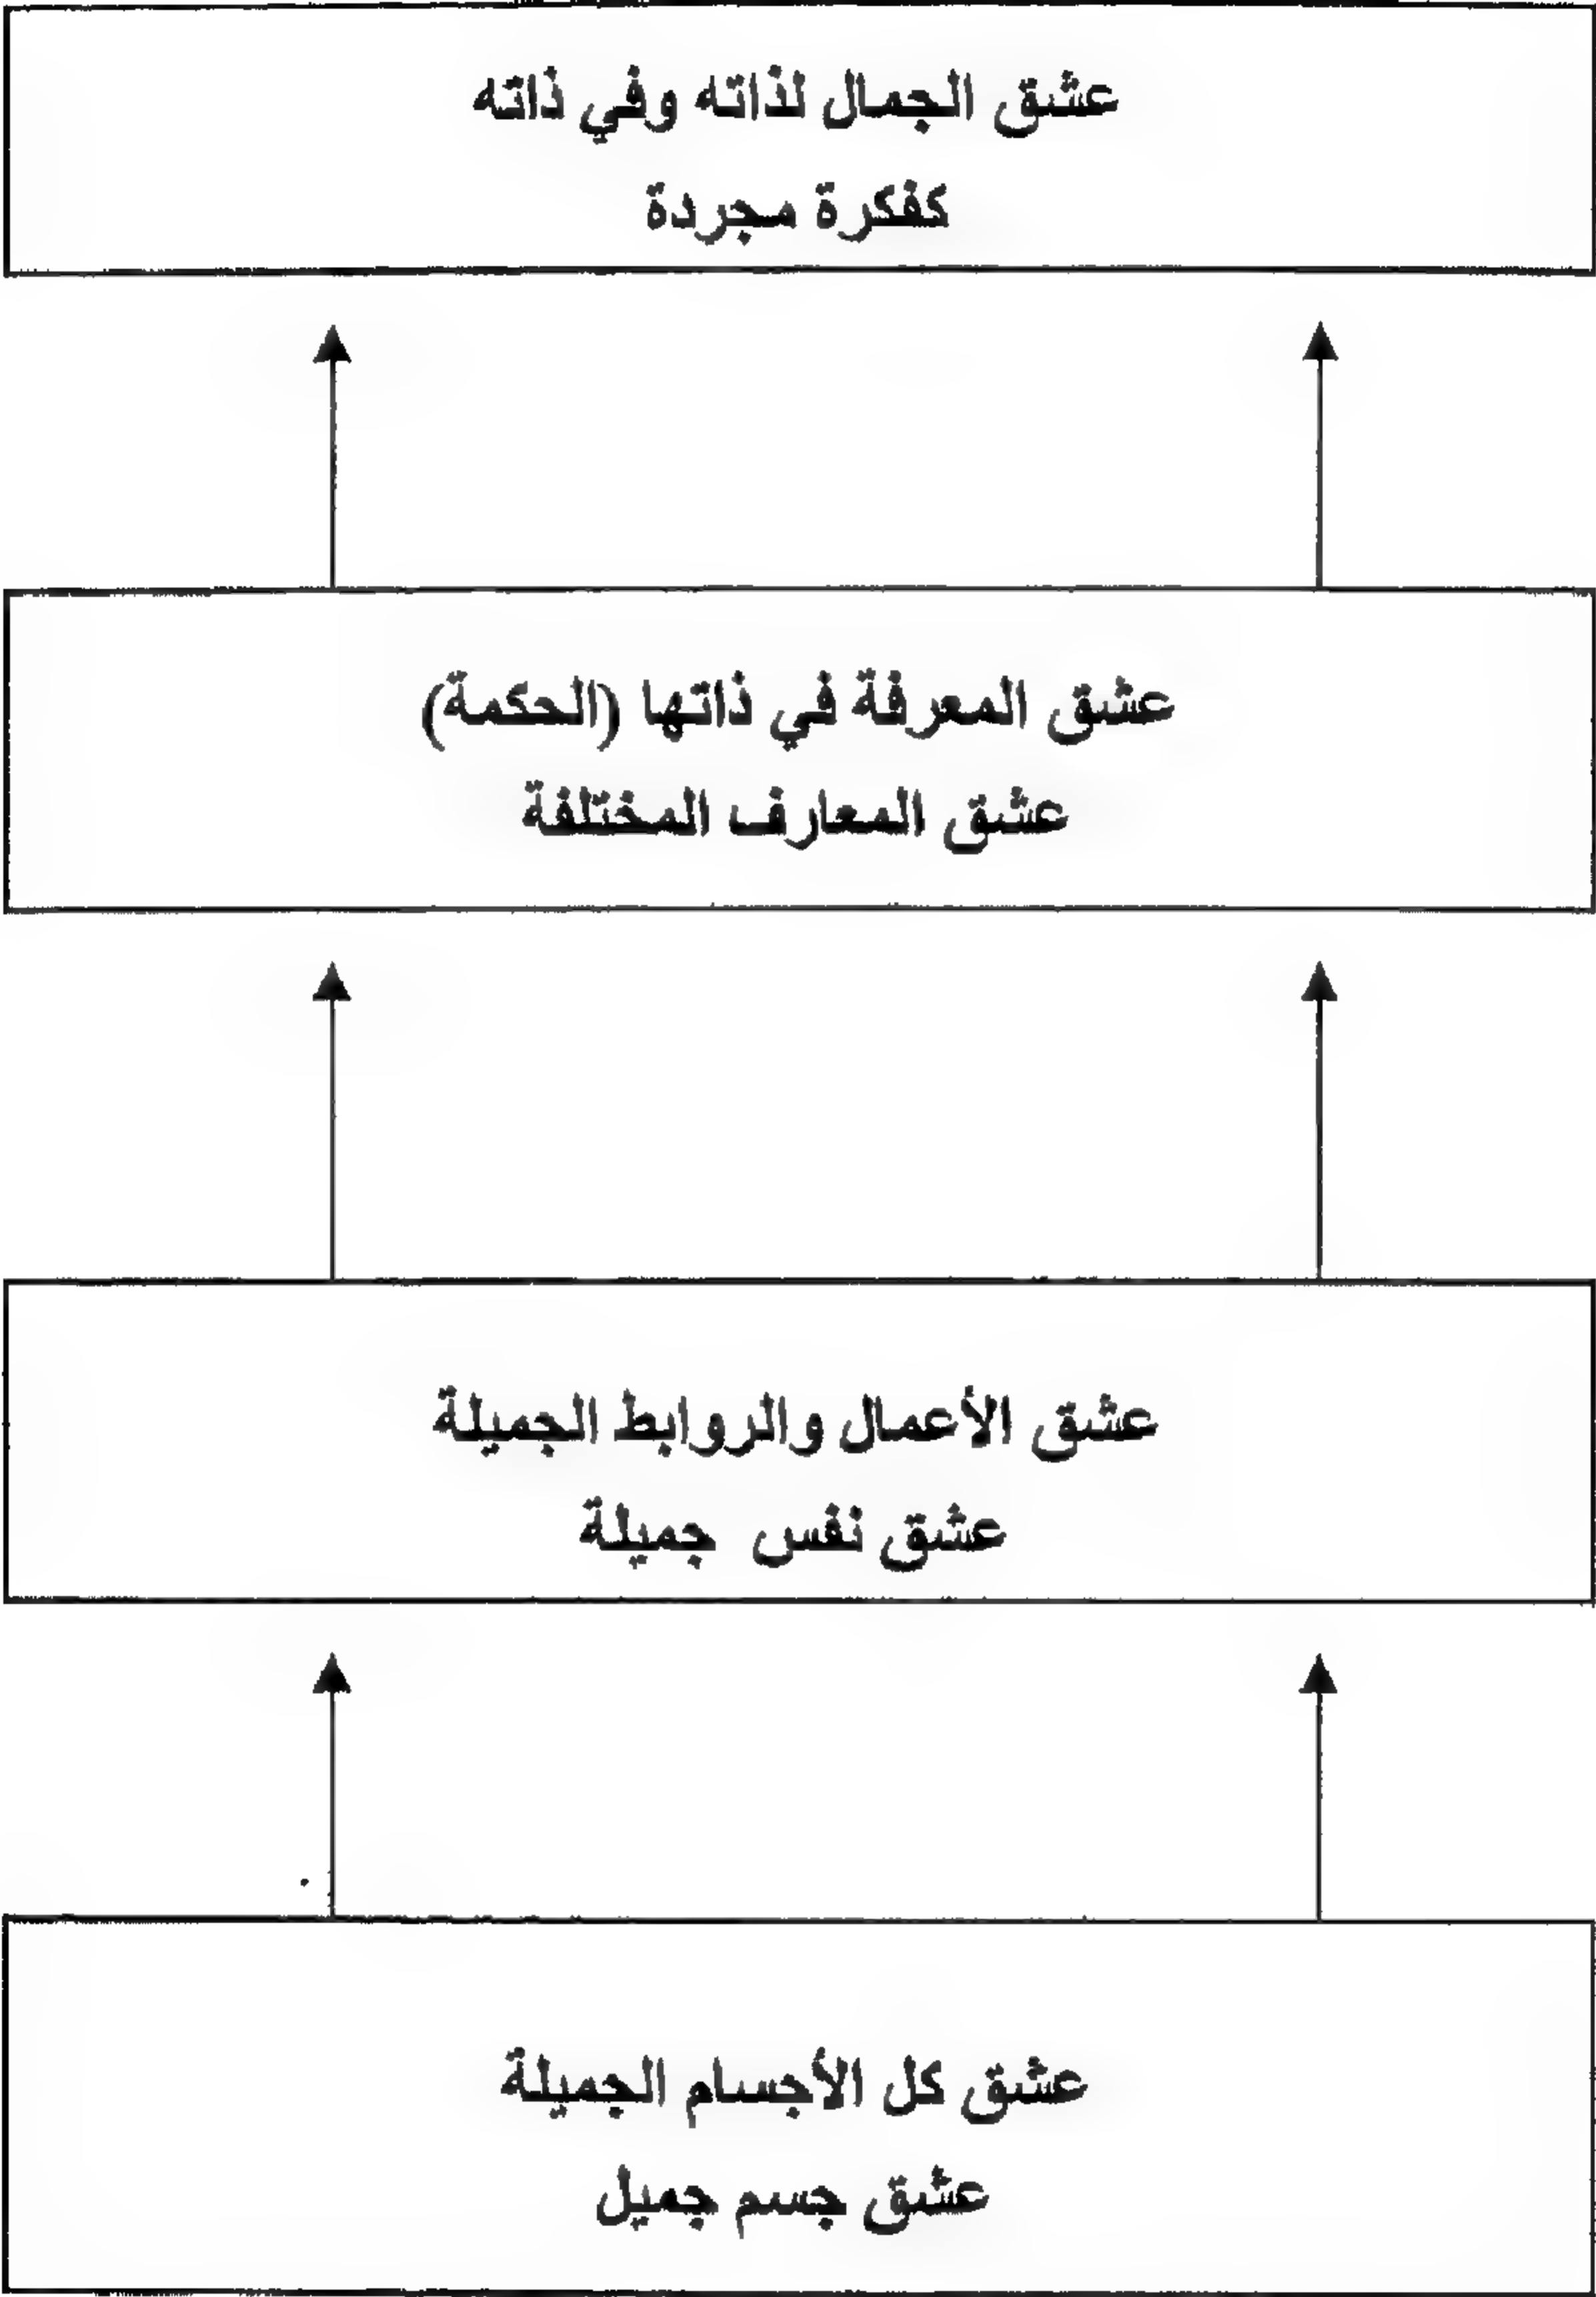 عشق الجمال لذاته وفي ذاته
كفكرة مجردة
عشق المعرفة في ذاتها (الحكمة)
عشق المعارف المختلفة
عشق الأعمال والروابط الجميلة
عشق نفس جميلة
عشق كل الأجسام الجميلة
عشق جسم جميل